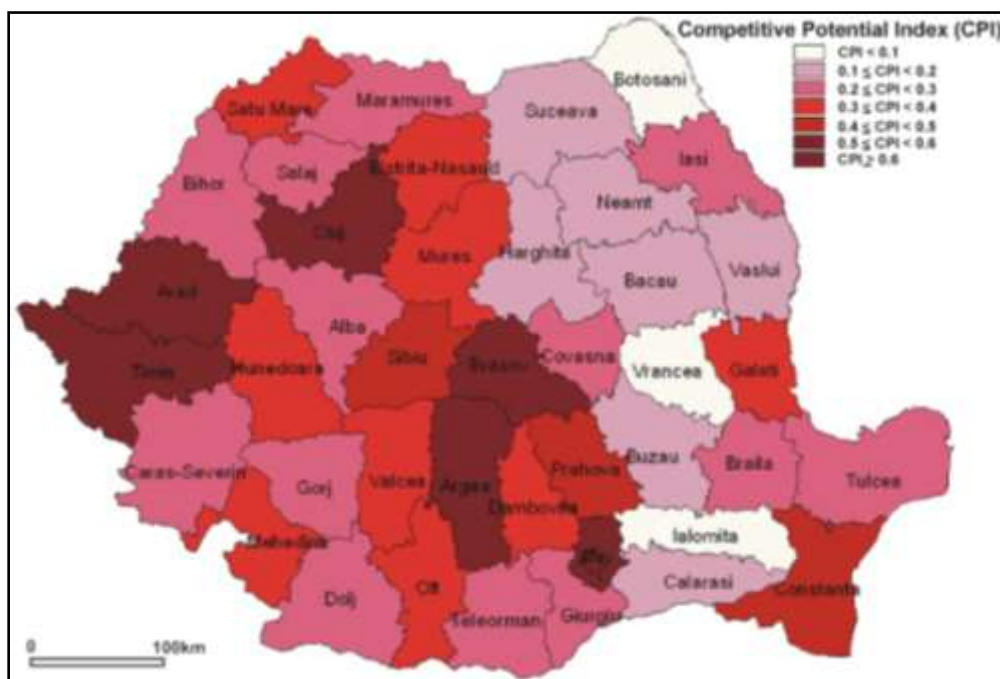 Competitive Potential Index (CPI)
CPI < 0.1
0.1 ≤ CPI < 0.2
0.2 ≤ CPI < 0.3
0.3 ≤ CPI < 0.4
0.4 ≤ CPI < 0.5
0.5 ≤ CPI < 0.6
CPI ≥ 0.6
Botosani
Satu Mare
Maramures
Suceava
Iasi
Bistrita-Nasaud
Salaj
Bihor
Neamt
Cluj
Mures
Harghita
Vaslui
Bacau
Arad
Alba
Sibiu
Brasov
Covasna
Vrancea
Galati
Timis
Hunedoara
Caras-Severin
Gorj
Valcea
Arges
Prahova
Buzau
Braila
Tulcea
Dambovita
Ialomita
Calarasi
Constanta
Dolj
Olt
Teleorman
Giurgiu
0
100km